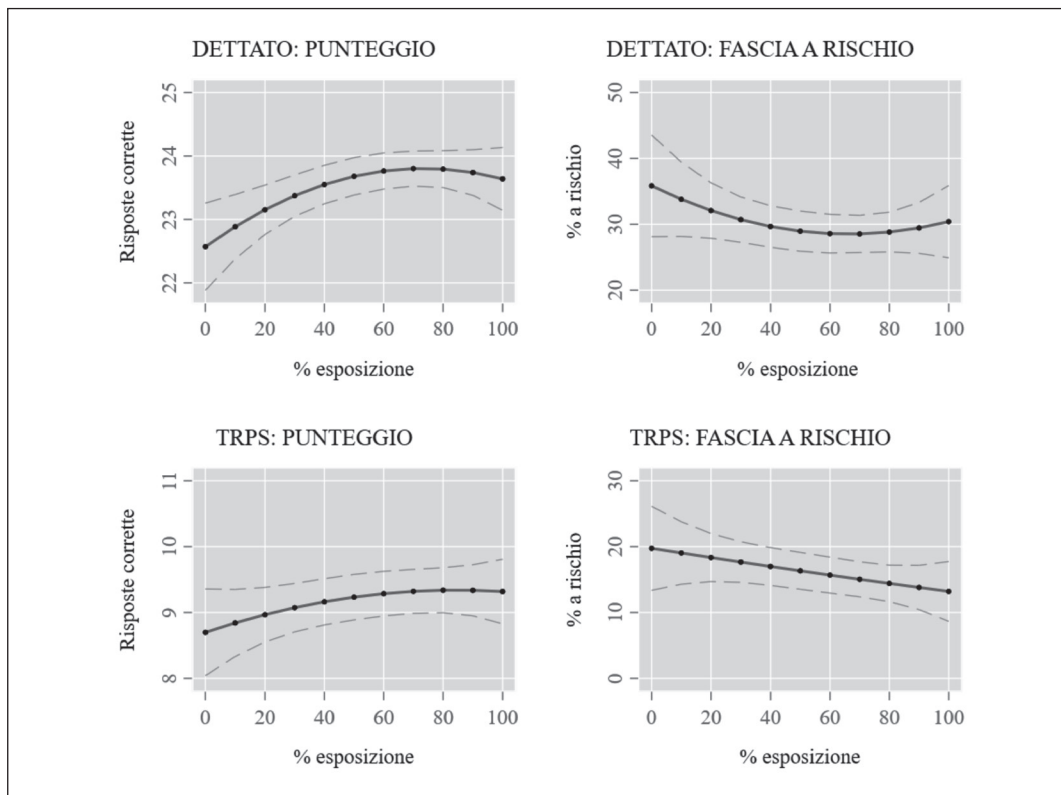 DETTATO: PUNTEGGIO
Risposte corrette
25
24
23
22
0 20 40 60 80 100
% esposizione
DETTATO: FASCIA A RISCHIO
% a rischio
50
40
30
20
0 20 40 60 80 100
% esposizione
TRPS: PUNTEGGIO
Risposte corrette
11
10
9
8
0 20 40 60 80 100
% esposizione
TRPS: FASCIA A RISCHIO
% a rischio
30
20
10
0
0 20 40 60 80 100
% esposizione